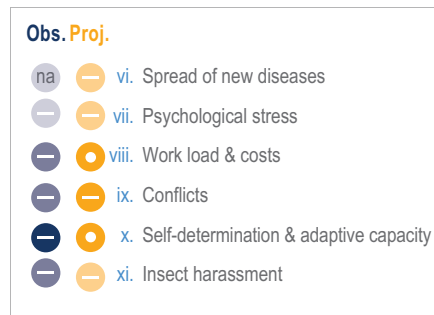 Obs. Proj.
na vi. Spread of new diseases
vii. Psychological stress
viii. Work load & costs
ix. Conflicts
x. Self-determination & adaptive capacity
xi. Insect harassment